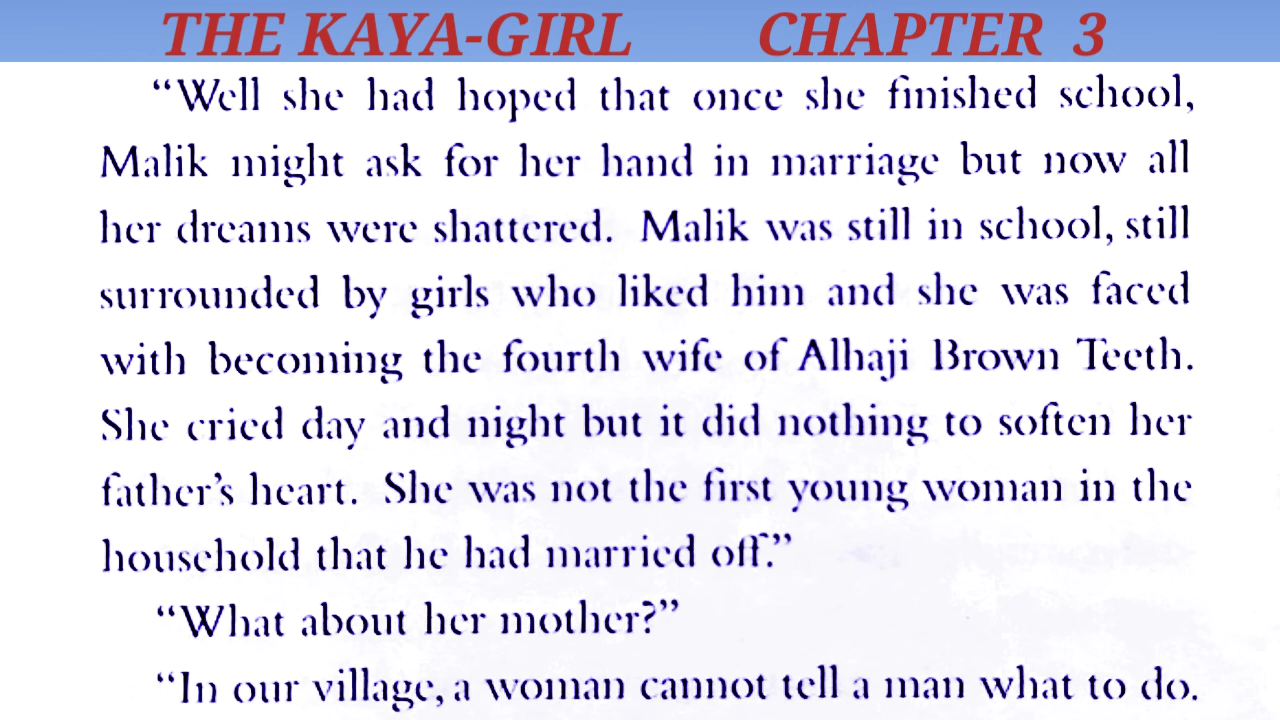 THE KAYA-GIRL CHAPTER 3
“Well she had hoped that once she finished school,
Malik might ask for her hand in marriage but now all
her dreams were shattered. Malik was still in school, still
surrounded by girls who liked him and she was faced
with becoming the fourth wife of Alhaji Brown Teeth.
She cried day and night but it did nothing to soften her
father’s heart. She was not the first young woman in the
household that he had married off.”
“What about her mother?”
“In our village, a woman cannot tell a man what to do.